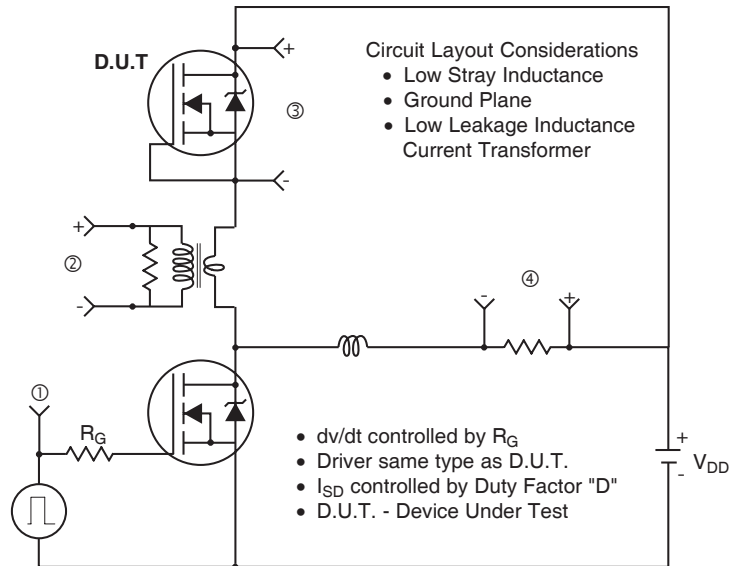 D.U.T
+
Circuit Layout Considerations
• Low Stray Inductance
• Ground Plane
• Low Leakage Inductance
Current Transformer
③
-
+
②
-
④
-
+
①
R_G
• dv/dt controlled by R_G
• Driver same type as D.U.T.
• I_SD controlled by Duty Factor "D"
• D.U.T. - Device Under Test
+
V_DD
-